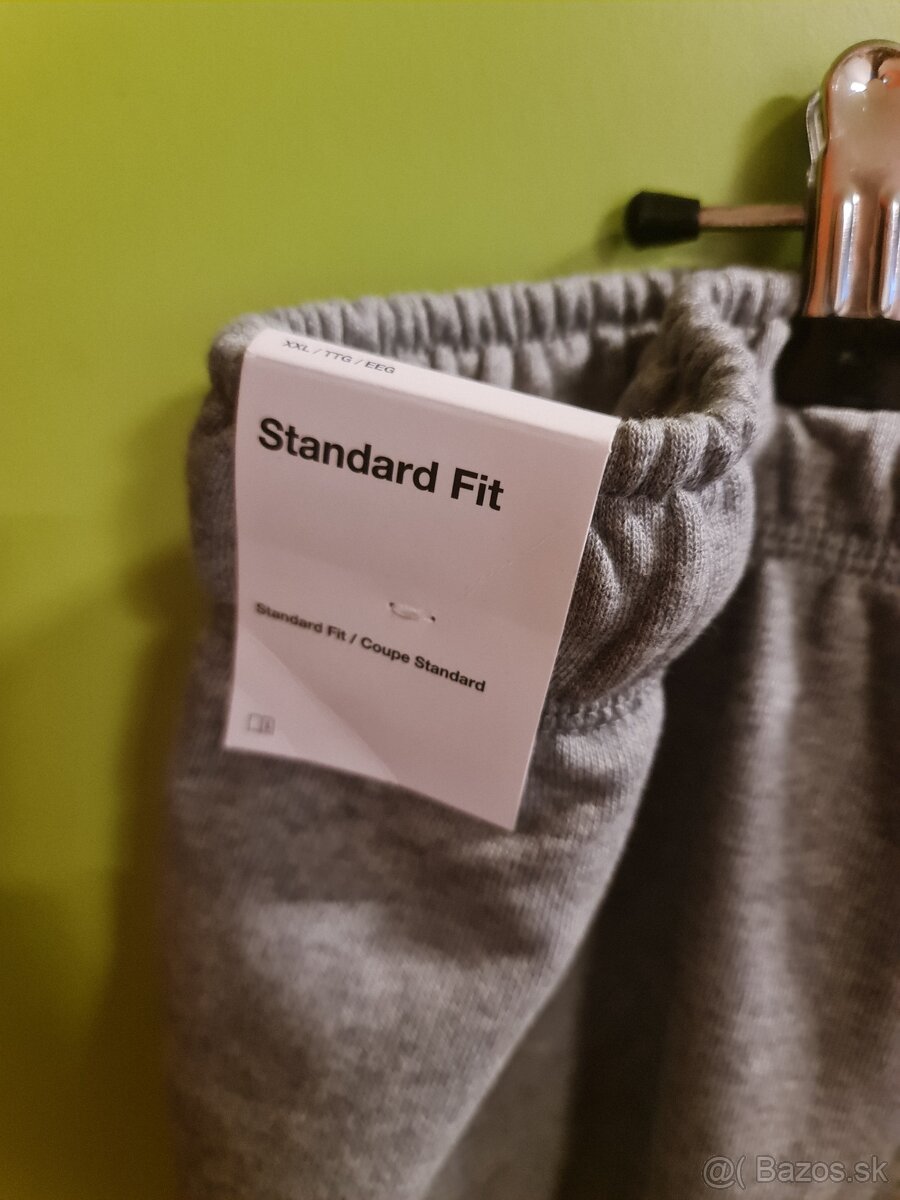 XXL / TTG / EEG
Standard Fit
Standard Fit / Coupe Standard
@( Bazos.sk